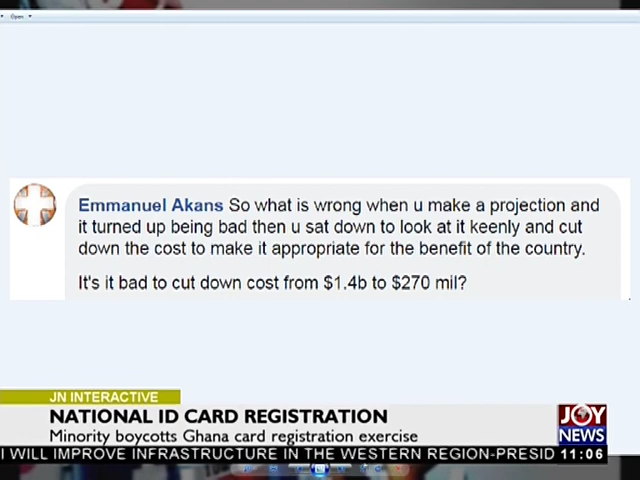 Open
Emmanuel Akans So what is wrong when u make a projection and
it turned up being bad then u sat down to look at it keenly and cut
down the cost to make it appropriate for the benefit of the country.
It's it bad to cut down cost from $1.4b to $270 mil?
JN INTERACTIVE
NATIONAL ID CARD REGISTRATION
Minority boycotts Ghana card registration exercise
JOY
NEWS
I WILL IMPROVE INFRASTRUCTURE IN THE WESTERN REGION-PRESID
11:06